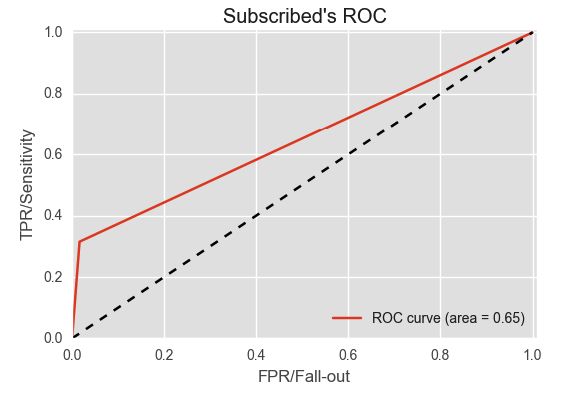 Subscribed's ROC
1.0
0.8
0.6
0.4
0.2
0.0
TPR/Sensitivity
ROC curve (area = 0.65)
0.0 0.2 0.4 0.6 0.8 1.0
FPR/Fall-out